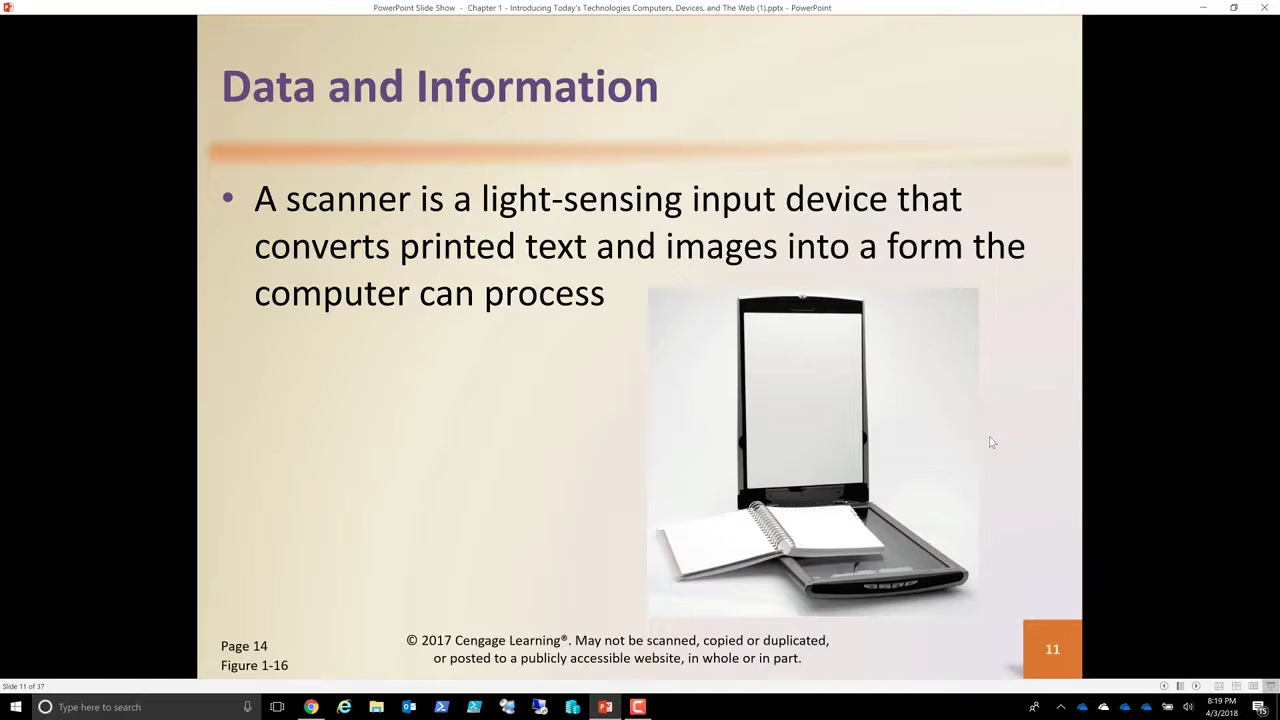 PowerPoint Slide Show - Chapter 1 - Introducing Today's Technologies Computers, Devices, and The Web (1).pptx - PowerPoint
Data and Information
• A scanner is a light-sensing input device that
converts printed text and images into a form the
computer can process
Page 14
Figure 1-16
© 2017 Cengage Learning®. May not be scanned, copied or duplicated,
or posted to a publicly accessible website, in whole or in part.
11
Slide 11 of 37
Type here to search
8:19 PM
4/3/2018